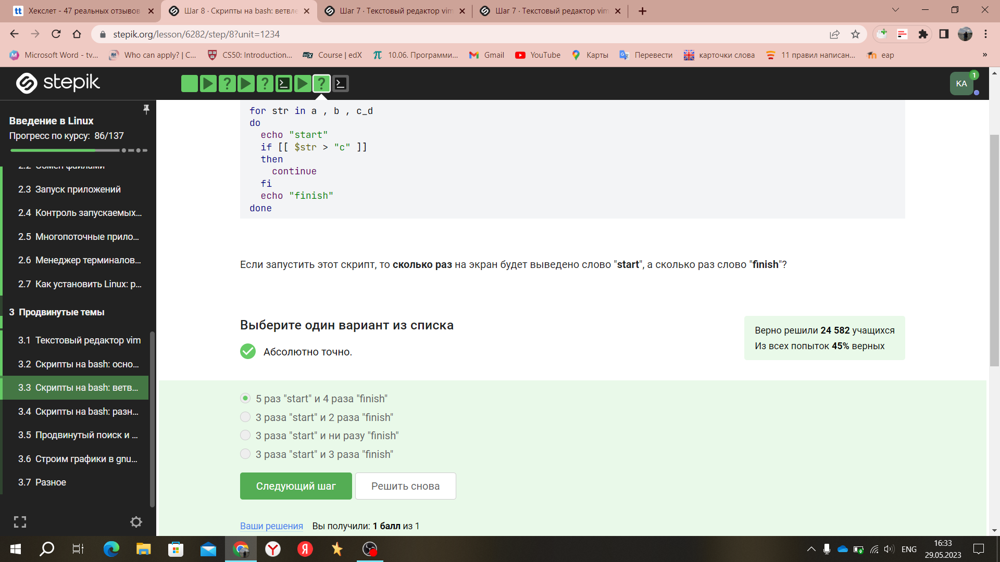 Хекслет - 47 реальных отзывов
Шаг 8 · Скрипты на bash: ветвле
Шаг 7 · Текстовый редактор vim
Шаг 7 · Текстовый редактор vim
stepik.org/lesson/6282/step/8?unit=1234
Microsoft Word - tv...
Who can apply? | C...
CS50: Introduction...
Course | edX
10.06. Программи...
Gmail
YouTube
Карты
Перевести
карточки слова
11 правил написан...
eap
»
stepik
KA
1
Введение в Linux
Прогресс по курсу: 86/137
2.2 Обмен файлами
2.3 Запуск приложений
2.4 Контроль запускаемых...
2.5 Многопоточные прило...
2.6 Менеджер терминалов...
2.7 Как установить Linux: р...
3 Продвинутые темы
3.1 Текстовый редактор vim
3.2 Скрипты на bash: осно...
3.3 Скрипты на bash: ветв...
3.4 Скрипты на bash: разн...
3.5 Продвинутый поиск и ...
3.6 Строим графики в gnu...
3.7 Разное
for str in a , b , c_d
do
  echo "start"
  if [[ $str > "c" ]]
  then
    continue
  fi
  echo "finish"
done
Если запустить этот скрипт, то сколько раз на экран будет выведено слово "start", а сколько раз слово "finish"?
Выберите один вариант из списка
Абсолютно точно.
Верно решили 24 582 учащихся
Из всех попыток 45% верных
5 раз "start" и 4 раза "finish"
3 раза "start" и 2 раза "finish"
3 раза "start" и ни разу "finish"
3 раза "start" и 3 раза "finish"
Следующий шаг
Решить снова
Ваши решения Вы получили: 1 балл из 1
ENG
16:33
29.05.2023